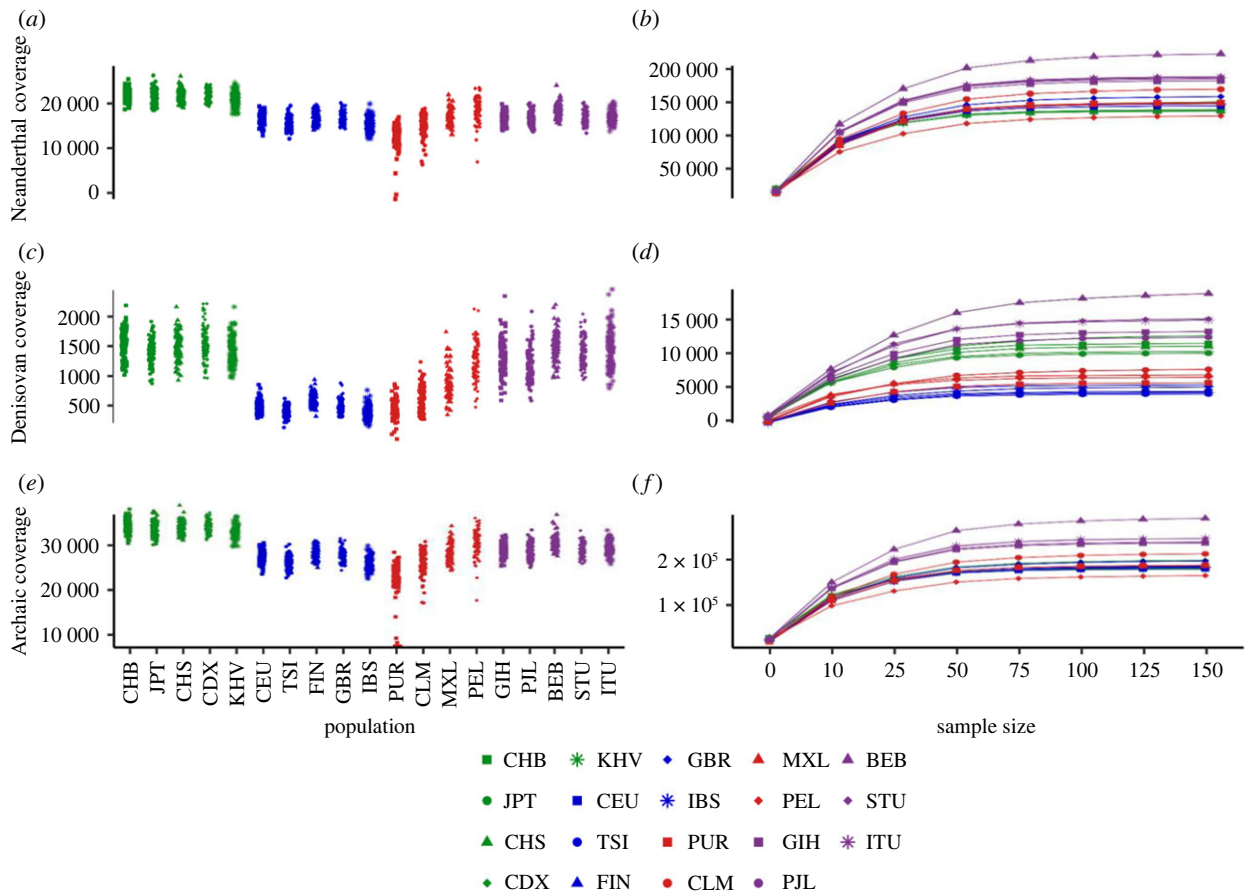 (a)
Neanderthal coverage
20 000
10 000
0
(b)
200 000
150 000
100 000
50 000
(c)
Denisovan coverage
2000
1500
1000
500
(d)
15 000
10 000
5000
0
(e)
Archaic coverage
30 000
20 000
10 000
CHB JPT CHS CDX KHV CEU TSI FIN GBR IBS PUR CLM MXL PEL GIH PJL BEB STU ITU
population
(f)
2 × 10⁵
1 × 10⁵
0 10 25 50 75 100 125 150
sample size
CHB KHV GBR MXL BEB
JPT CEU IBS PEL STU
CHS TSI PUR GIH ITU
CDX FIN CLM PJL